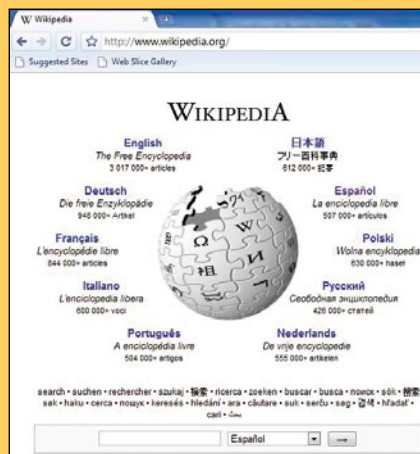 Wikipedia
http://www.wikipedia.org/
Suggested Sites Web Slice Gallery
WIKIPEDIA
English
The Free Encyclopedia
3 017 000+ articles
日本語
フリー百科事典
612 000+ 記事
Deutsch
Die freie Enzyklopädie
948 000+ Artikel
Español
La enciclopedia libre
507 000+ artículos
Français
L'encyclopédie libre
844 000+ articles
Polski
Wolna encyklopedia
630 000+ haseł
Italiano
L'enciclopedia libera
600 000+ voci
Русский
Свободная энциклопедия
426 000+ статей
Português
A enciclopédia livre
504 000+ artigos
Nederlands
De vrije encyclopedie
555 000+ artikelen
search • suchen • rechercher • szukaj • 検索 • ricerca • zoeken • buscar • busca • поиск • sök • 搜索
søk • haku • cerca • пошук • keresés • hledání • ara • căutare • suk • serĉu • søg • 검색 • hľadať •
cari •
Español